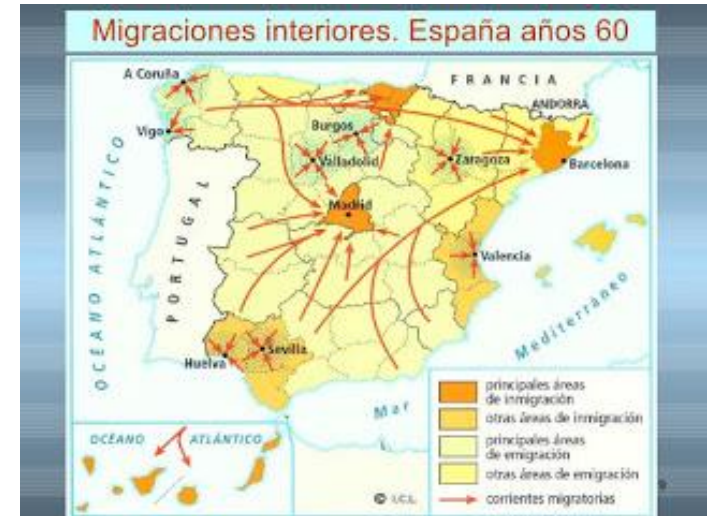 Migraciones interiores. España años 60
A Coruña
FRANCIA
ANDORRA
Vigo
Burgos
Valladolid
Zaragoza
Barcelona
OCÉANO ATLÁNTICO
PORTUGAL
Madrid
Valencia
Mediterráneo
Huelva
Sevilla
Mar
OCÉANO ATLÁNTICO
principales áreas
de inmigración
otras áreas de inmigración
principales áreas
de emigración
otras áreas de emigración
corrientes migratorias
© I.C.L.
9